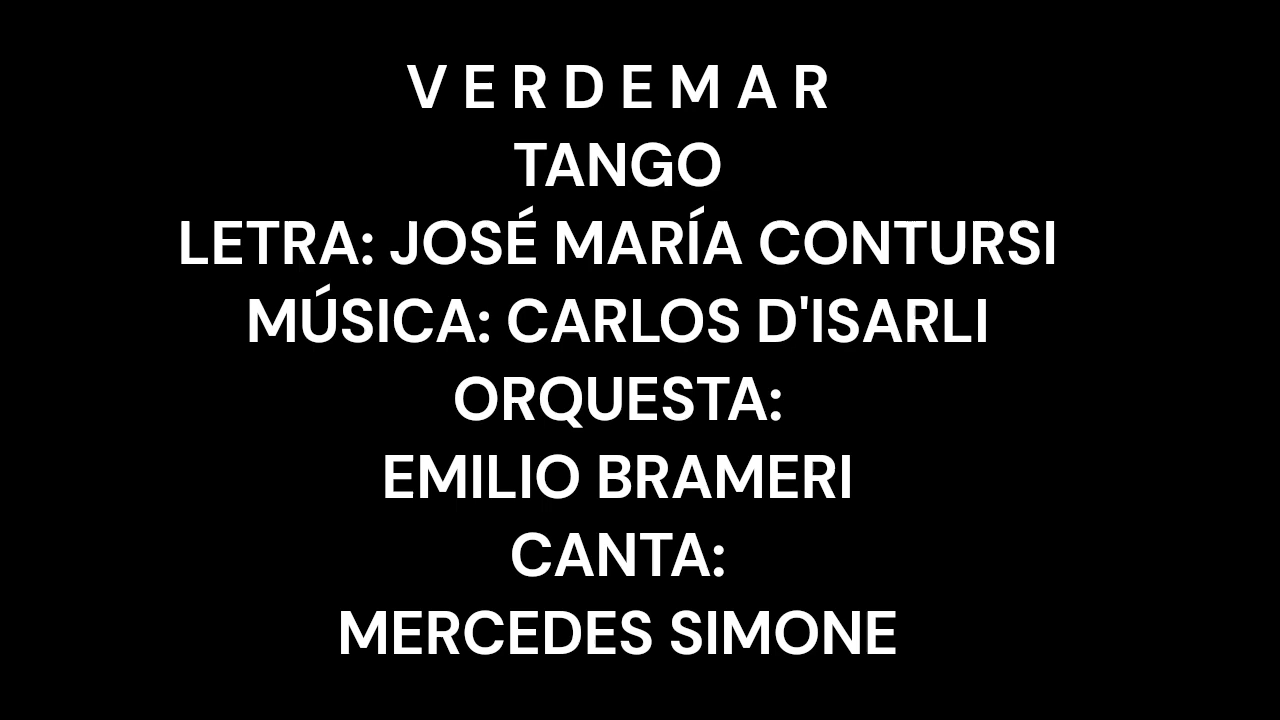 V E R D E M A R
TANGO
LETRA: JOSÉ MARÍA CONTURSI
MÚSICA: CARLOS D'ISARLI
ORQUESTA:
EMILIO BRAMERI
CANTA:
MERCEDES SIMONE